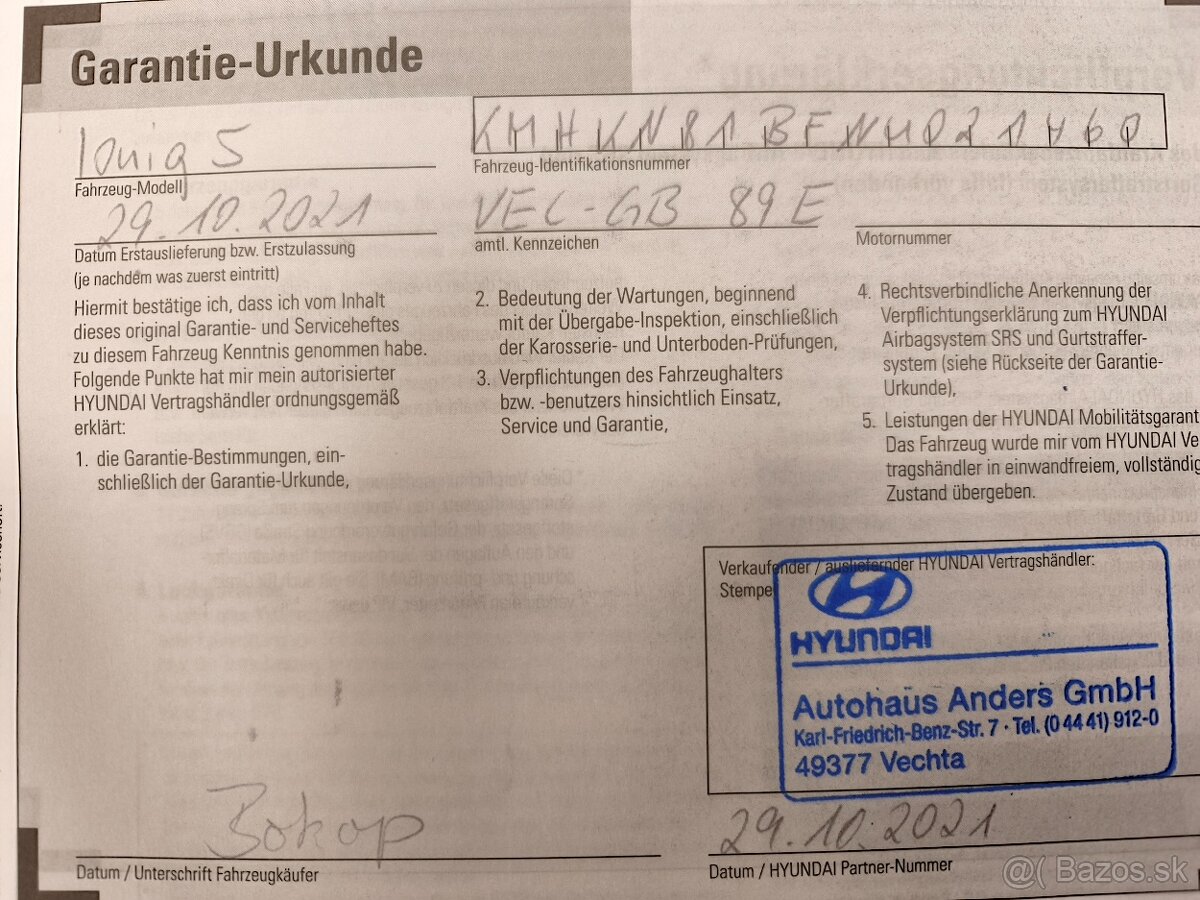 Garantie-Urkunde
Ioniq 5
Fahrzeug-Modell
KMHKN81BFNU021460
Fahrzeug-Identifikationsnummer
29.10.2021
Datum Erstauslieferung bzw. Erstzulassung
(je nachdem was zuerst eintritt)
VEC-GB 89 E
amtl. Kennzeichen
Motornummer
Hiermit bestätige ich, dass ich vom Inhalt
dieses original Garantie- und Serviceheftes
zu diesem Fahrzeug Kenntnis genommen habe.
Folgende Punkte hat mir mein autorisierter
HYUNDAI Vertragshändler ordnungsgemäß
erklärt:
1. die Garantie-Bestimmungen, ein-
schließlich der Garantie-Urkunde,
2. Bedeutung der Wartungen, beginnend
mit der Übergabe-Inspektion, einschließlich
der Karosserie- und Unterboden-Prüfungen,
3. Verpflichtungen des Fahrzeughalters
bzw. -benutzers hinsichtlich Einsatz,
Service und Garantie,
4. Rechtsverbindliche Anerkennung der
Verpflichtungserklärung zum HYUNDAI
Airbagsystem SRS und Gurtstraffer-
system (siehe Rückseite der Garantie-
Urkunde),
5. Leistungen der HYUNDAI Mobilitätsgarant
Das Fahrzeug wurde mir vom HYUNDAI Ve
tragshändler in einwandfreiem, vollständig
Zustand übergeben.
Verkaufender / ausliefernder HYUNDAI Vertragshändler:
Stempel
HYUNDAI
Autohaus Anders GmbH
Karl-Friedrich-Benz-Str. 7 · Tel. (0 44 41) 912-0
49377 Vechta
29.10.2021
Datum / Unterschrift Fahrzeugkäufer
Datum / HYUNDAI Partner-Nummer
@( Bazos.sk